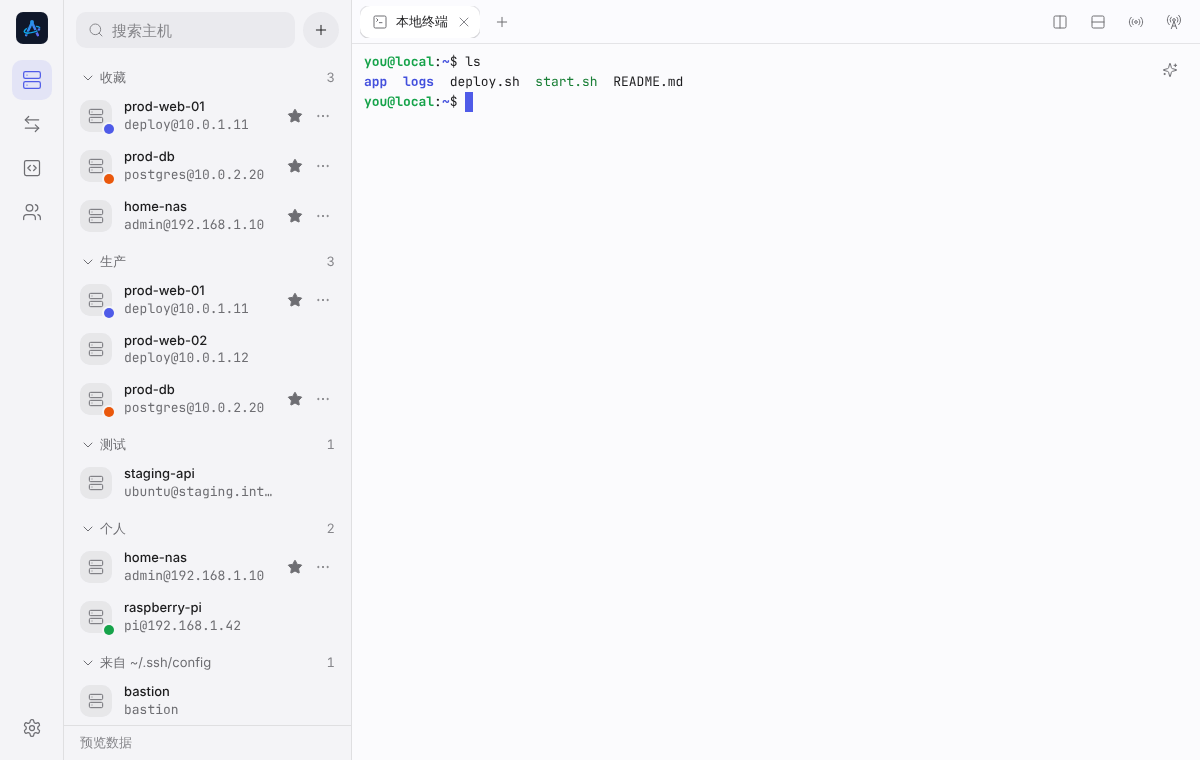 搜索主机
收藏 3
prod-web-01
deploy@10.0.1.11
prod-db
postgres@10.0.2.20
home-nas
admin@192.168.1.10
生产 3
prod-web-01
deploy@10.0.1.11
prod-web-02
deploy@10.0.1.12
prod-db
postgres@10.0.2.20
测试 1
staging-api
ubuntu@staging.int…
个人 2
home-nas
admin@192.168.1.10
raspberry-pi
pi@192.168.1.42
来自 ~/.ssh/config 1
bastion
bastion
预览数据
本地终端
you@local:~$ ls
app logs deploy.sh start.sh README.md
you@local:~$